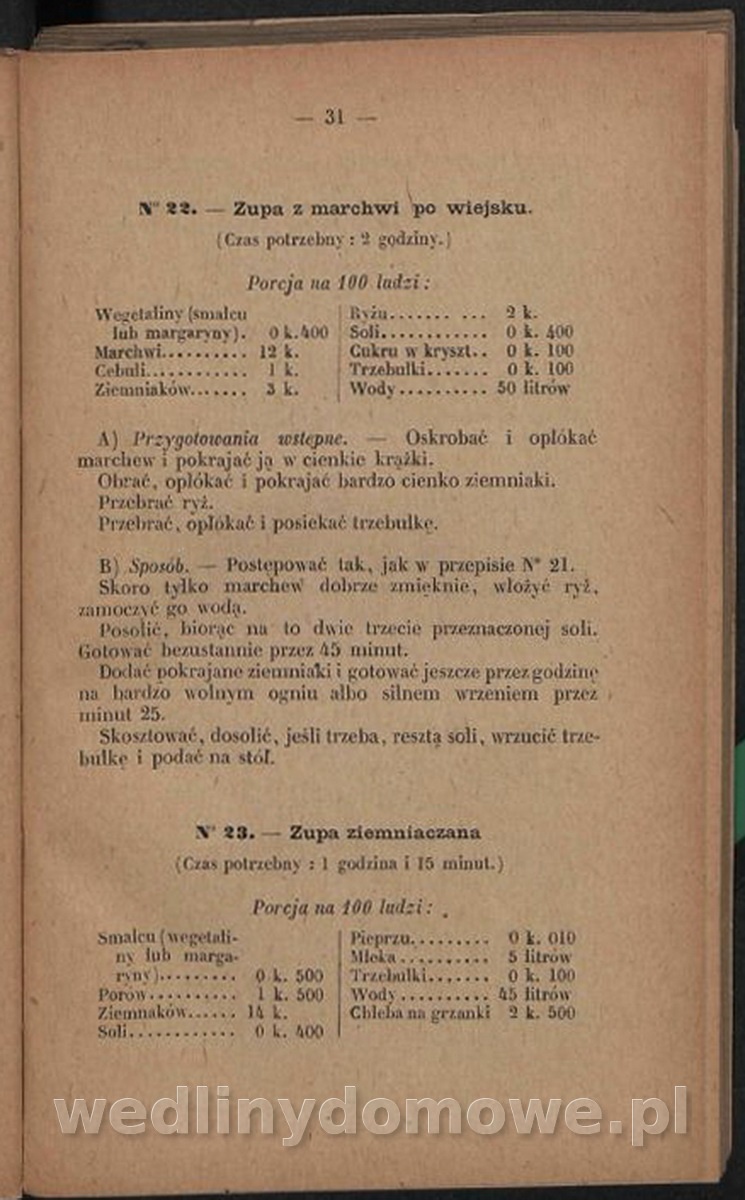 — 31 —
N° 22. — Zupa z marchwi po wiejsku.
(Czas potrzebny : 2 godziny.)
Porcja na 100 ludzi :
Wegetaliny (smalcu
lub margaryny). 0 k. 400
Marchwi.......... 12 k.
Cebuli............ 1 k.
Ziemniaków....... 3 k.
Ryżu........ ... 2 k.
Soli............ 0 k. 400
Cukru w kryszt.. 0 k. 100
Trzebulki....... 0 k. 100
Wody.......... 50 litrów
A) Przygotowania wstępne. — Oskrobać i opłókać
marchew i pokrajać ją w cienkie krążki.
Obrać, opłókać i pokrajać bardzo cienko ziemniaki.
Przebrać ryż.
Przebrać, opłókać i posiekać trzebulkę.
B) Sposób. — Postępować tak, jak w przepisie N° 21.
Skoro tylko marchew dobrze zmięknie, włożyć ryż,
zamoczyć go wodą.
Posolić, biorąc na to dwie trzecie przeznaczonej soli.
Gotować bezustannie przez 45 minut.
Dodać pokrajane ziemniaki i gotować jeszcze przez godzinę
na bardzo wolnym ogniu albo silnem wrzeniem przez
minut 25.
Skosztować, dosolić, jeśli trzeba, resztą soli, wrzucić trze-
bulkę i podać na stół.
N° 23. — Zupa ziemniaczana
(Czas potrzebny : 1 godzina i 15 minut.)
Porcja na 100 ludzi :
Smalcu (wegetali-
ny lub marga-
ryny)......... 0 k. 500
Porów.......... 1 k. 500
Ziemnaków...... 14 k.
Soli............ 0 k. 400
Pieprzu......... 0 k. 010
Mleka.......... 5 litrów
Trzebulki....... 0 k. 100
Wody.......... 45 litrów
Chleba na grzanki 2 k. 500
wedlinydomowe.pl